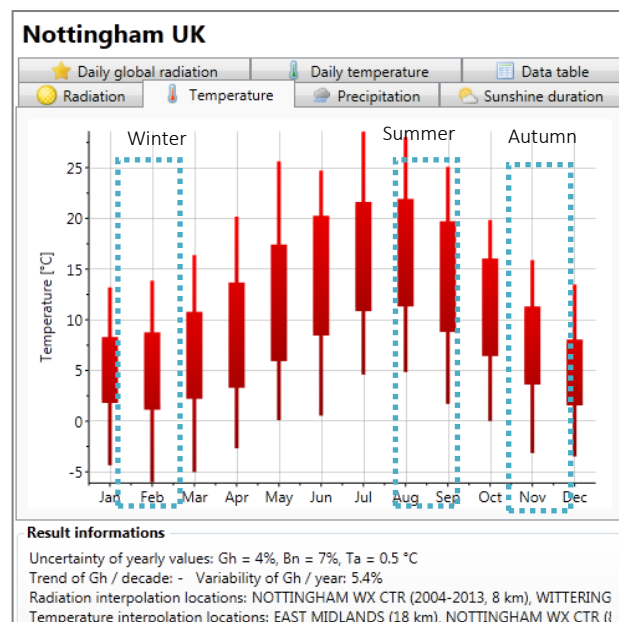 Nottingham UK
Daily global radiation Daily temperature Data table
Radiation Temperature Precipitation Sunshine duration
Winter Summer Autumn
25
20
15
10
5
0
-5
Temperature [°C]
Jan Feb Mar Apr May Jun Jul Aug Sep Oct Nov Dec
Result informations
Uncertainty of yearly values: Gh = 4%, Bn = 7%, Ta = 0.5 °C
Trend of Gh / decade: - Variability of Gh / year: 5.4%
Radiation interpolation locations: NOTTINGHAM WX CTR (2004-2013, 8 km), WITTERING
Temperature interpolation locations: EAST MIDLANDS (18 km), NOTTINGHAM WX CTR (